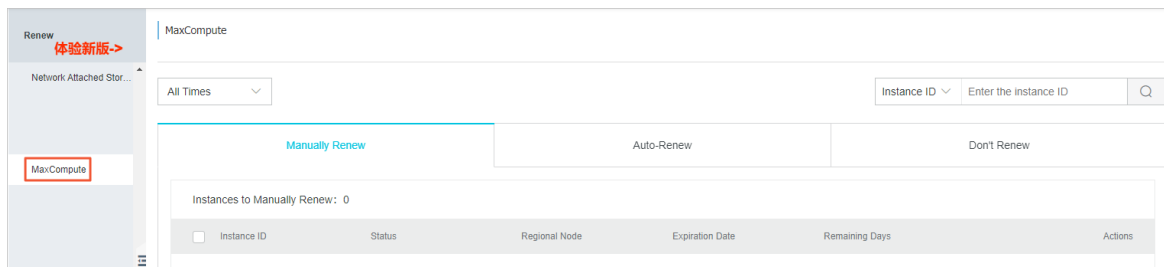 Renew
体验新版->
Network Attached Stor...
MaxCompute
MaxCompute
All Times
Instance ID
Enter the instance ID
Manually Renew
Auto-Renew
Don't Renew
Instances to Manually Renew：0
Instance ID Status Regional Node Expiration Date Remaining Days Actions